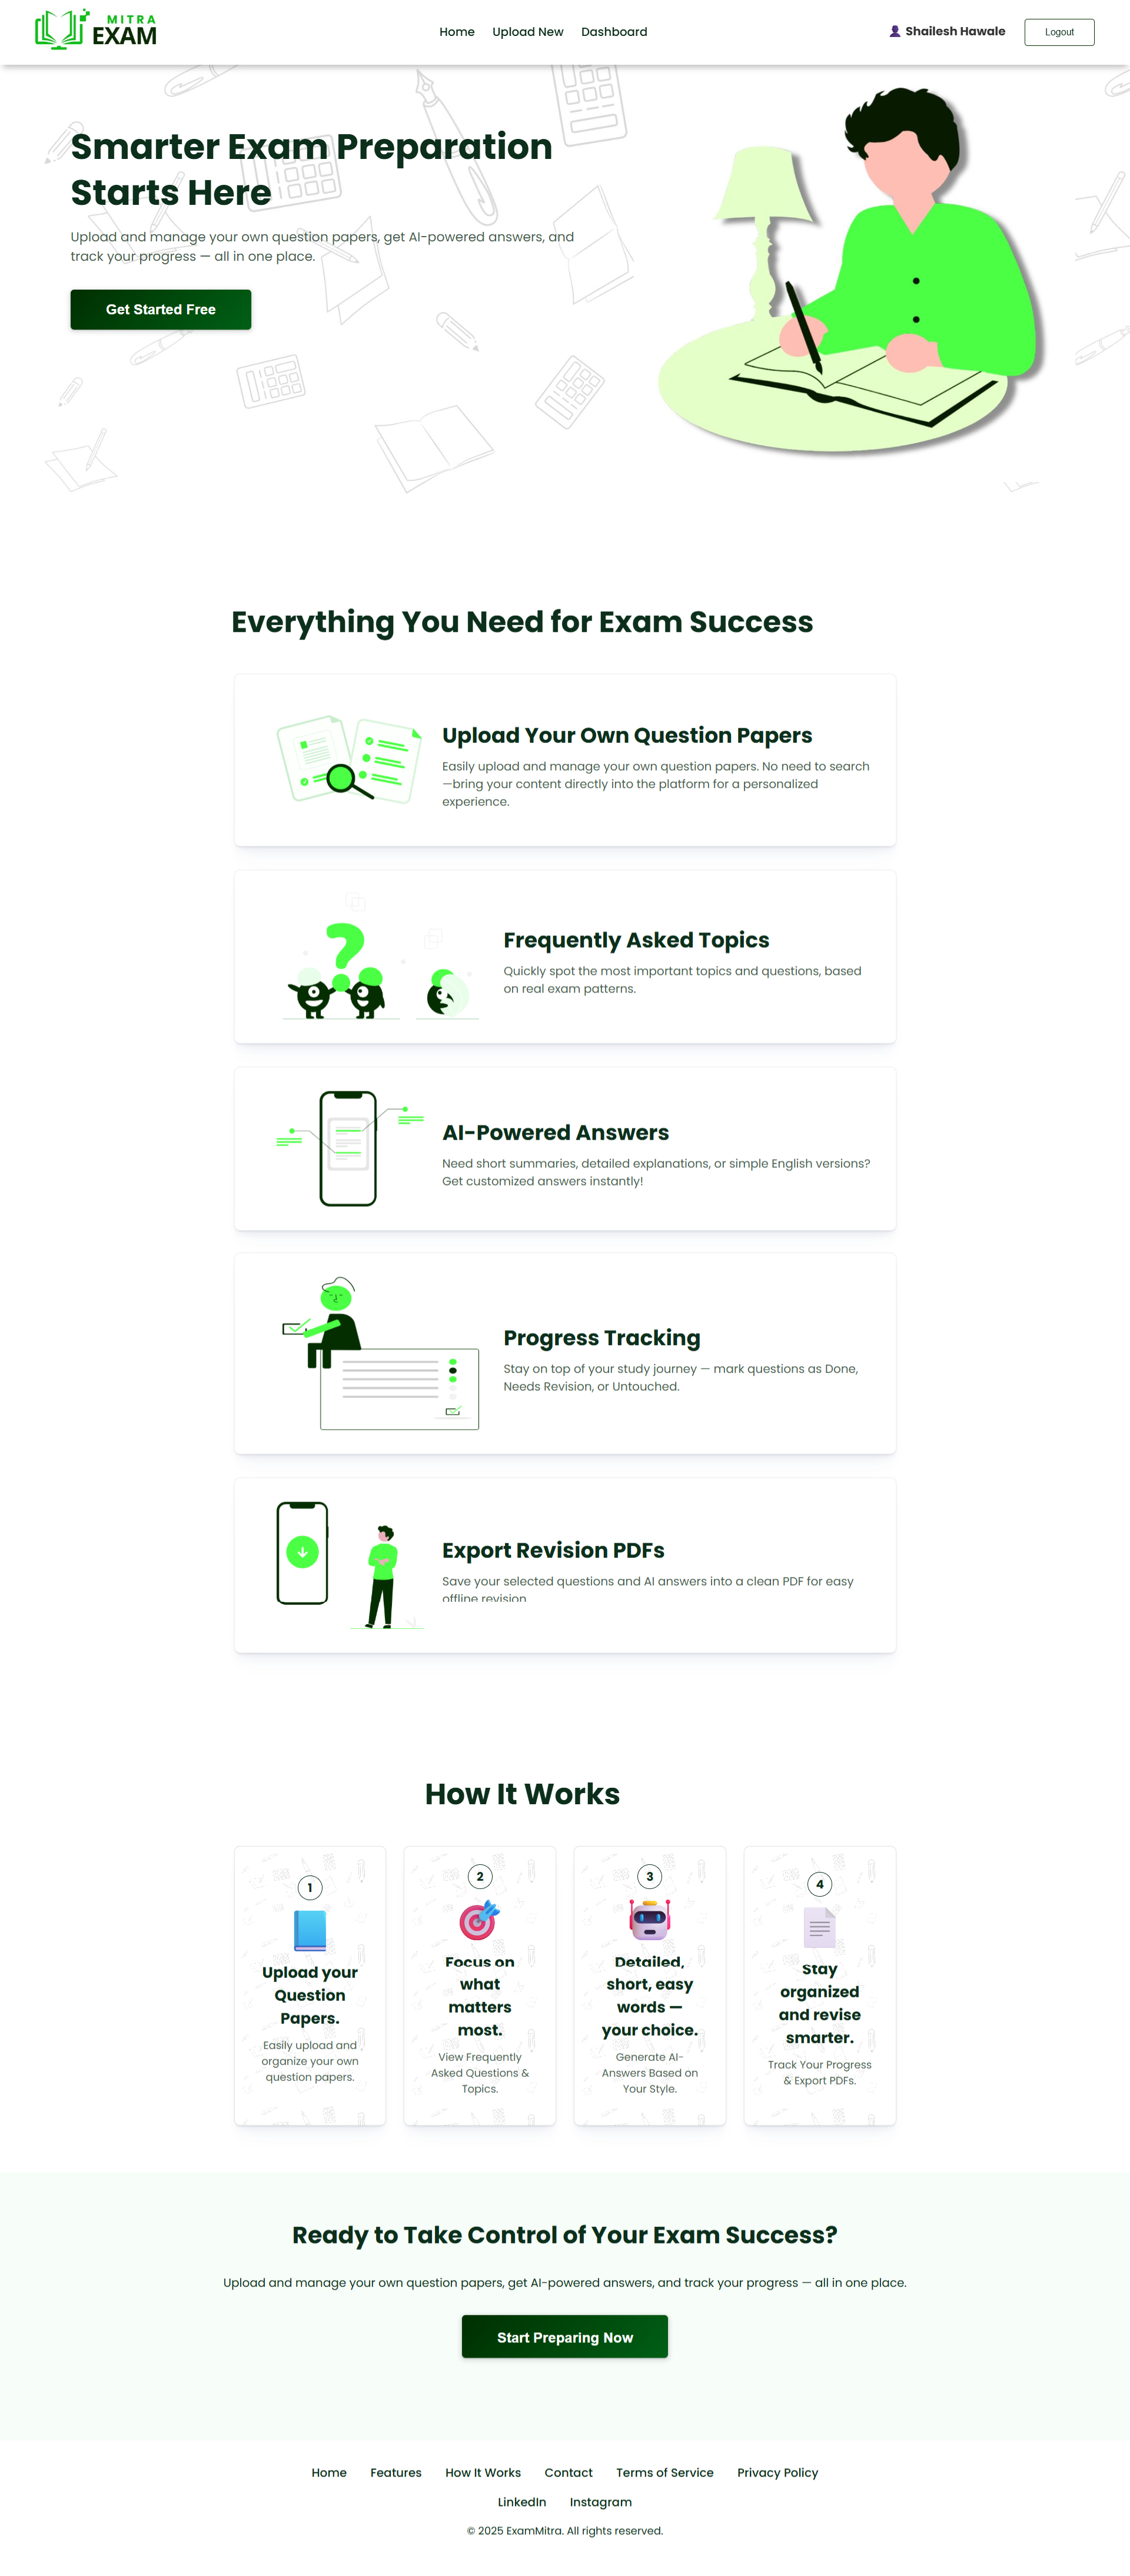 MITRA
EXAM
Home
Upload New
Dashboard
Shailesh Hawale
Logout
Smarter Exam Preparation
Starts Here
Upload and manage your own question papers, get AI-powered answers, and
track your progress — all in one place.
Get Started Free
Everything You Need for Exam Success
Upload Your Own Question Papers
Easily upload and manage your own question papers. No need to search
—bring your content directly into the platform for a personalized
experience.
?
Frequently Asked Topics
Quickly spot the most important topics and questions, based
on real exam patterns.
AI-Powered Answers
Need short summaries, detailed explanations, or simple English versions?
Get customized answers instantly!
Progress Tracking
Stay on top of your study journey — mark questions as Done,
Needs Revision, or Untouched.
Export Revision PDFs
Save your selected questions and AI answers into a clean PDF for easy
offline revision
How It Works
1
Upload your
Question
Papers.
Easily upload and
organize your own
question papers.
2
Focus on
what
matters
most.
View Frequently
Asked Questions &
Topics.
3
Detailed,
short, easy
words —
your choice.
Generate AI-
Answers Based on
Your Style.
4
Stay
organized
and revise
smarter.
Track Your Progress
& Export PDFs.
Ready to Take Control of Your Exam Success?
Upload and manage your own question papers, get AI-powered answers, and track your progress — all in one place.
Start Preparing Now
Home
Features
How It Works
Contact
Terms of Service
Privacy Policy
LinkedIn
Instagram
© 2025 ExamMitra. All rights reserved.